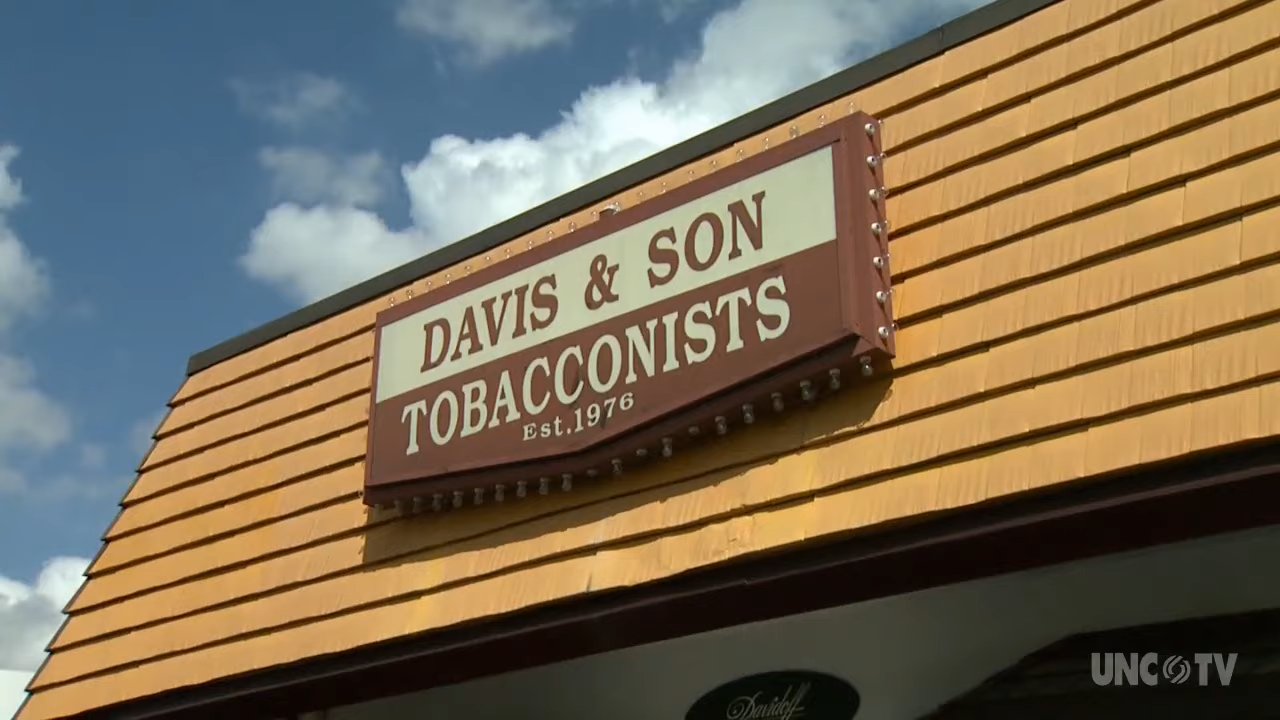 DAVIS & SON
TOBACCONISTS
Est.1976
Davidoff
UNC TV